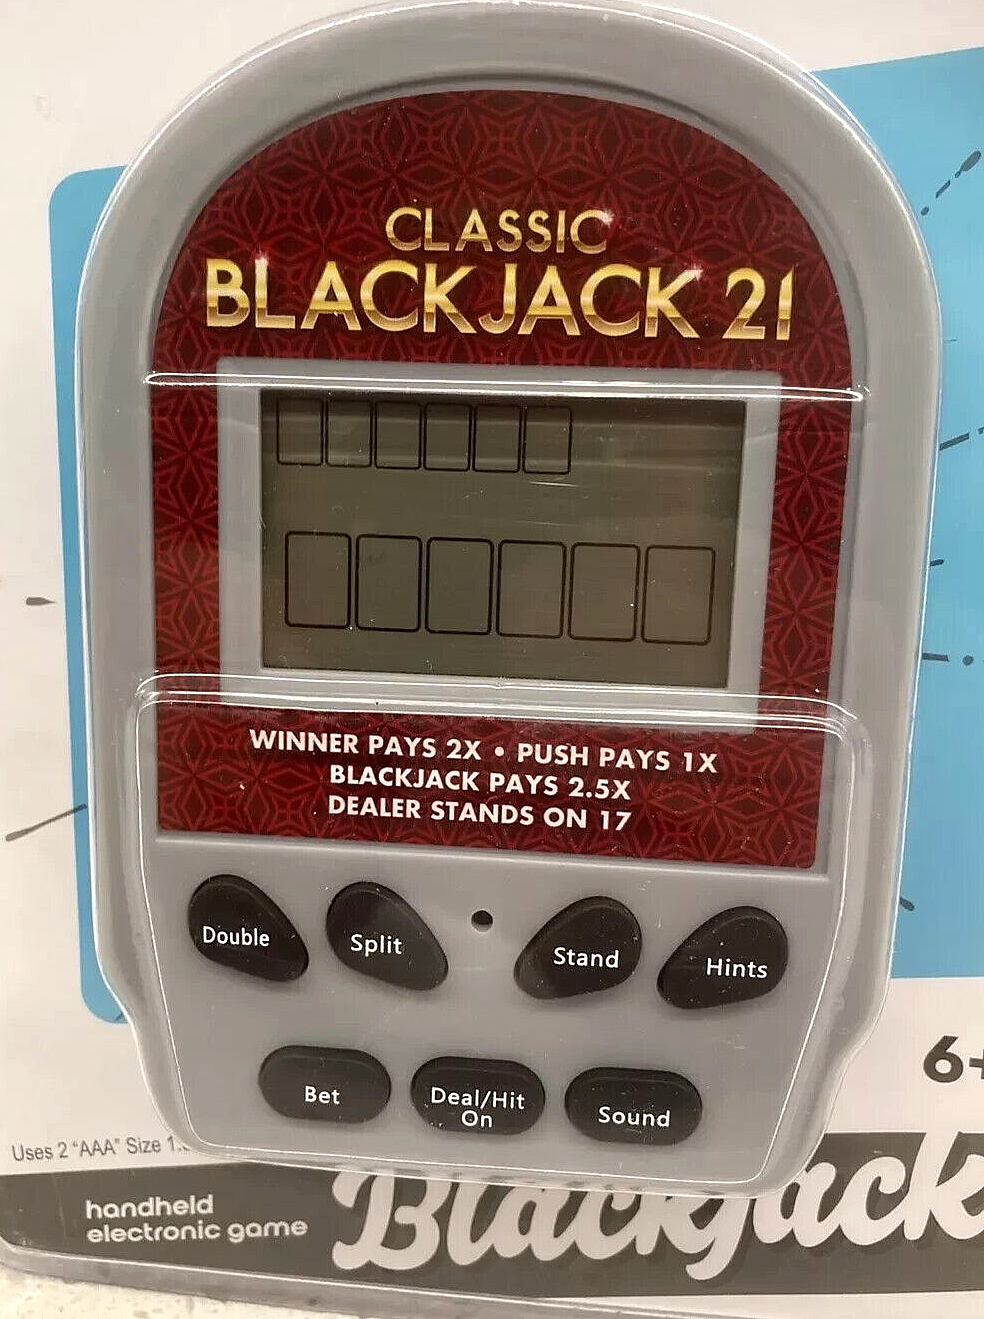 CLASSIC
BLACKJACK 21
WINNER PAYS 2X • PUSH PAYS 1X
BLACKJACK PAYS 2.5X
DEALER STANDS ON 17
Double
Split
Stand
Hints
Bet
Deal/Hit
On
Sound
6+
Uses 2 "AAA" Size
handheld
electronic game
Blackjack